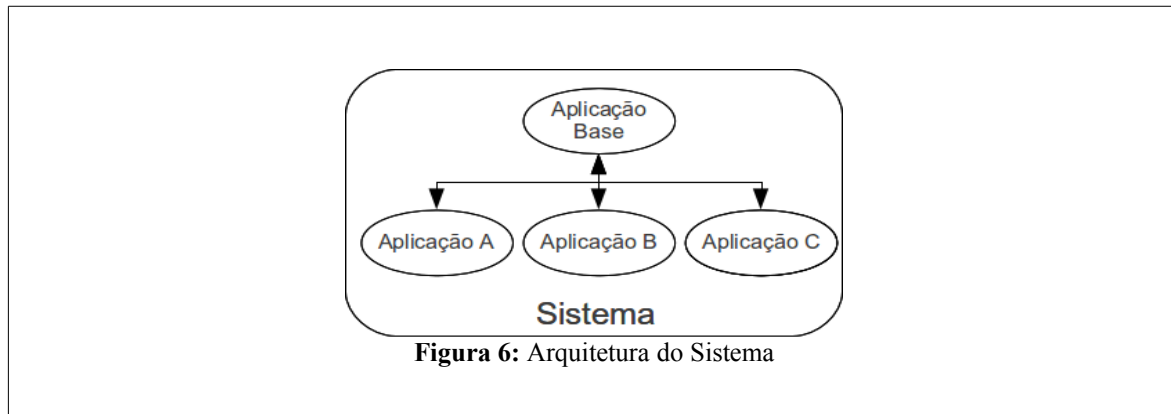 Aplicação
Base
Aplicação A
Aplicação B
Aplicação C
Sistema
Figura 6: Arquitetura do Sistema